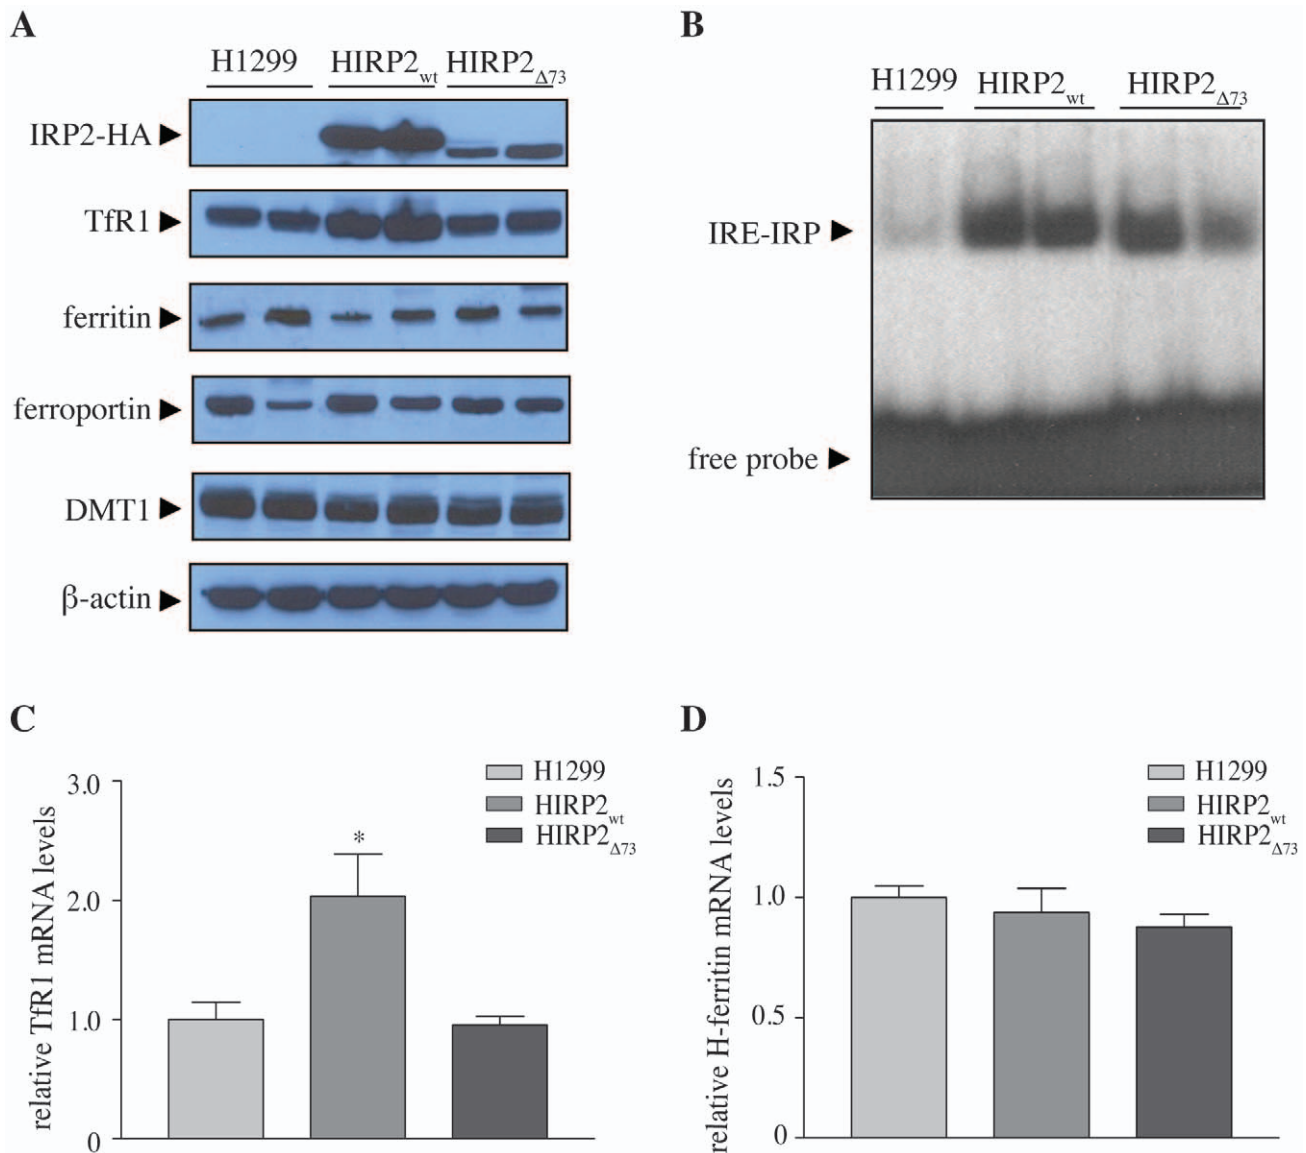 A
H1299 HIRP2wt HIRP2Δ73
IRP2-HA
TfR1
ferritin
ferroportin
DMT1
β-actin
B
H1299 HIRP2wt HIRP2Δ73
IRE-IRP
free probe
C
relative TfR1 mRNA levels
3.0
2.0
1.0
0
*
H1299
HIRP2wt
HIRP2Δ73
D
relative H-ferritin mRNA levels
1.5
1.0
0.5
0
H1299
HIRP2wt
HIRP2Δ73